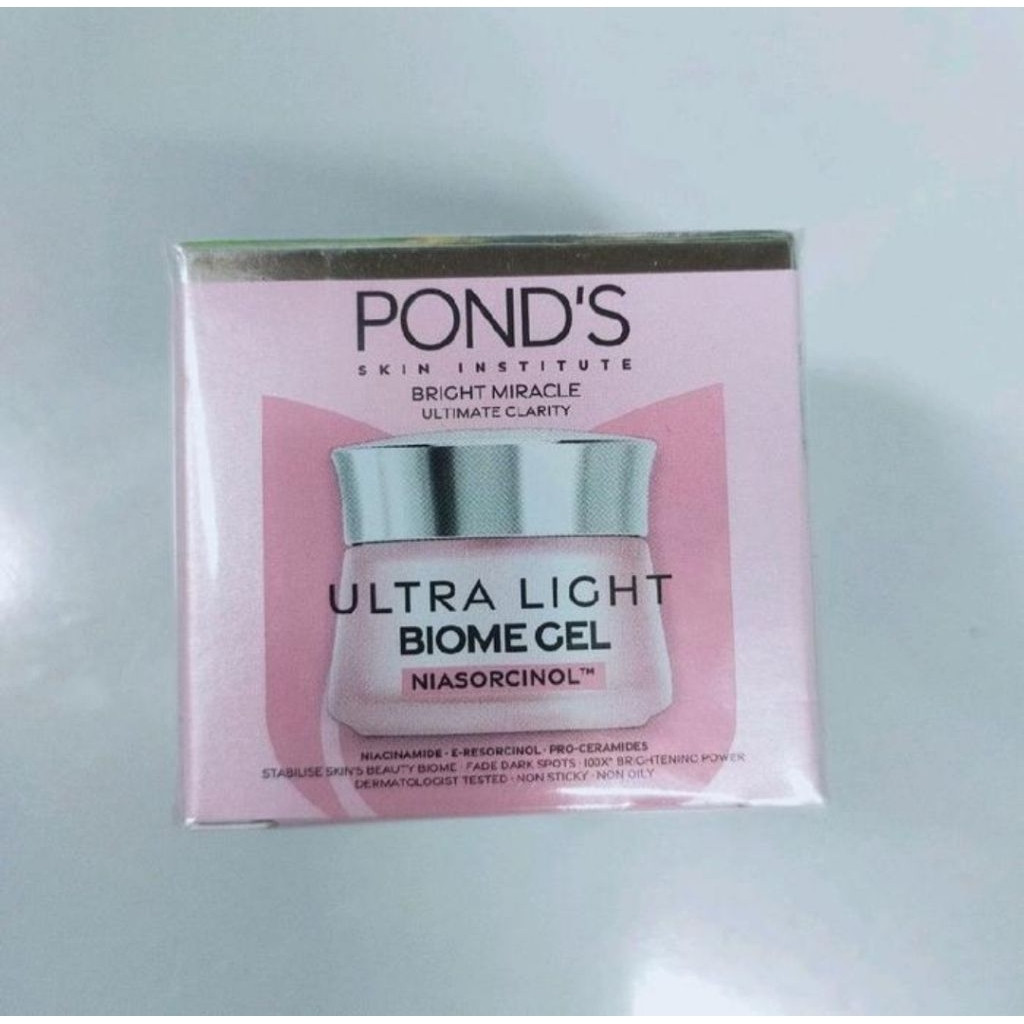 POND'S
SKIN INSTITUTE
BRIGHT MIRACLE
ULTIMATE CLARITY
ULTRA LIGHT
BIOME GEL
NIASORCINOL™
NIACINAMIDE · E-RESORCINOL · PRO-CERAMIDES
STABILISE SKIN'S BEAUTY BIOME · FADE DARK SPOTS · 100X* BRIGHTENING POWER
DERMATOLOGIST TESTED · NON STICKY · NON OILY